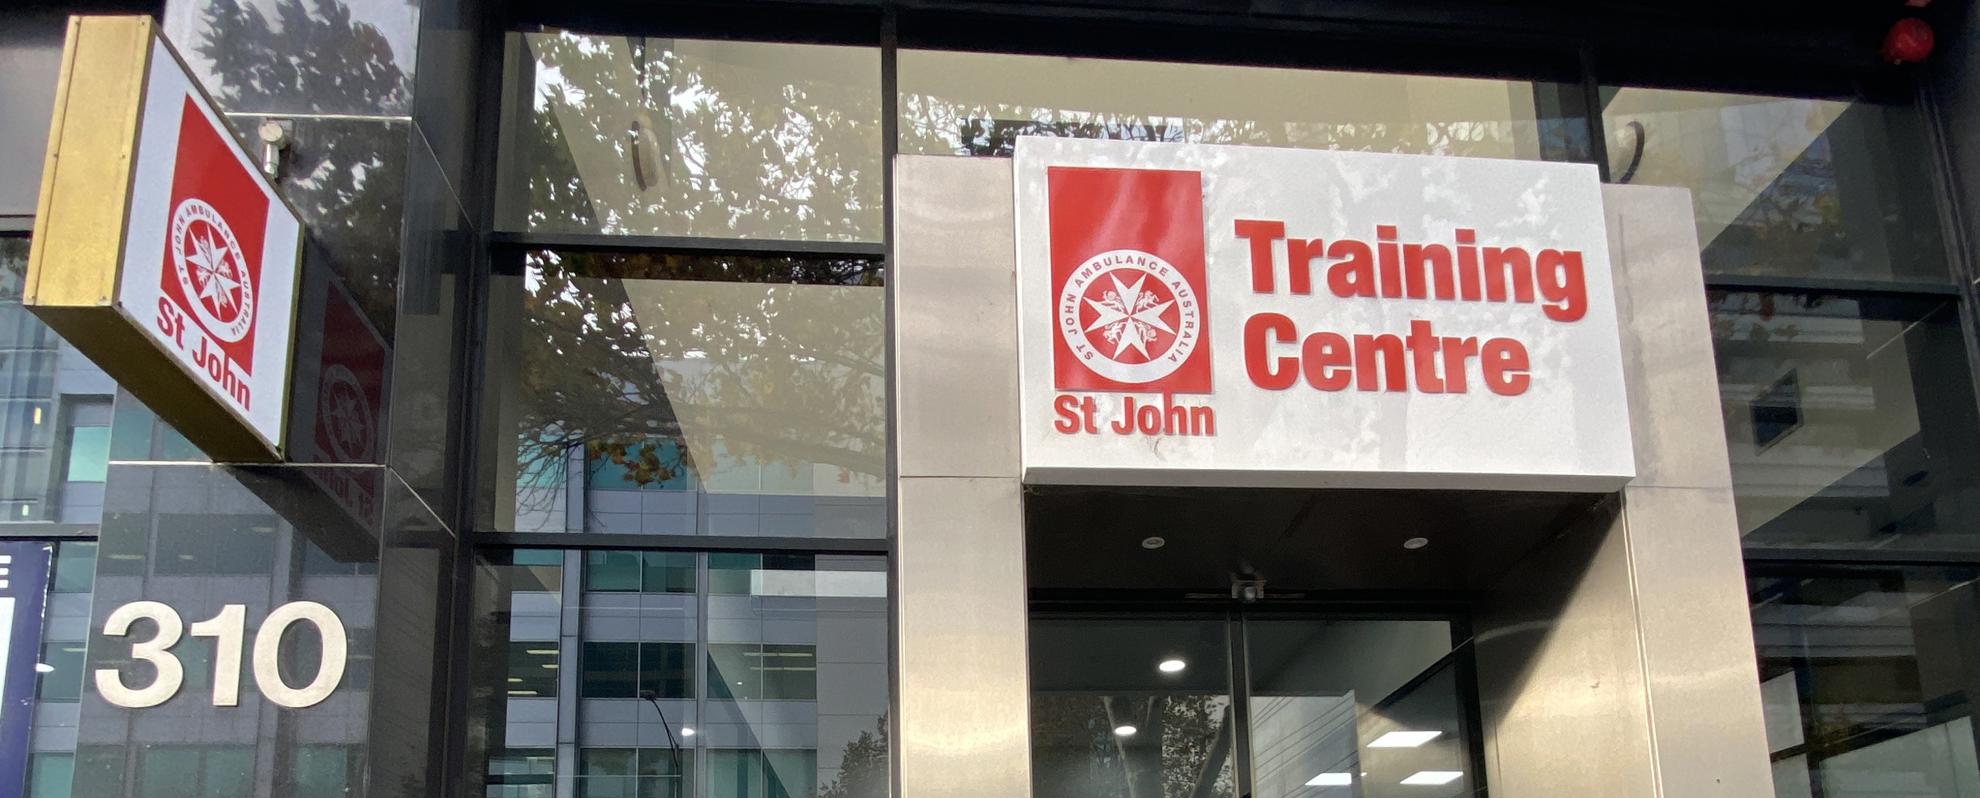 ST JOHN AMBULANCE AUSTRALIA
St John
310
E
ST JOHN AMBULANCE AUSTRALIA
St John
Training
Centre